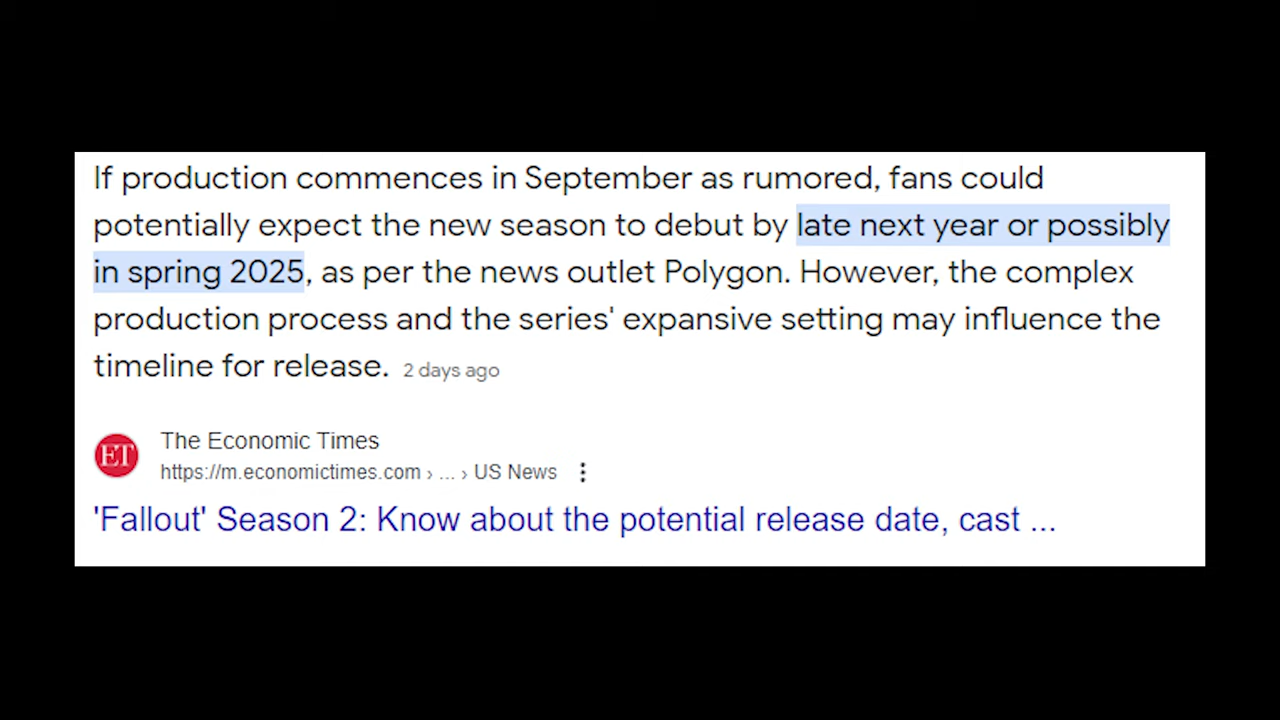 If production commences in September as rumored, fans could
potentially expect the new season to debut by late next year or possibly
in spring 2025, as per the news outlet Polygon. However, the complex
production process and the series' expansive setting may influence the
timeline for release. 2 days ago
ET
The Economic Times
https://m.economictimes.com › ... › US News
'Fallout' Season 2: Know about the potential release date, cast ...